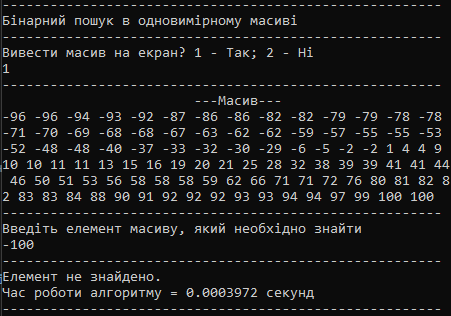 --------------------------------------------------------
Бінарний пошук в одновимірному масиві
--------------------------------------------------------
Вивести масив на екран? 1 - Так; 2 - Ні
1
--------------------------------------------------------
---Масив---
-96 -96 -94 -93 -92 -87 -86 -86 -82 -82 -79 -79 -78 -78
-71 -70 -69 -68 -68 -67 -63 -62 -62 -59 -57 -55 -55 -53
-52 -48 -48 -40 -37 -33 -32 -30 -29 -6 -5 -2 -2 1 4 4 9
10 10 11 11 13 15 16 19 20 21 25 28 32 38 39 39 41 41 44
46 50 51 53 56 58 58 58 59 62 66 71 71 72 76 80 81 82 8
2 83 83 84 88 90 91 92 92 92 93 93 94 94 97 99 100 100
--------------------------------------------------------
Введіть елемент масиву, який необхідно знайти
-100
--------------------------------------------------------
Елемент не знайдено.
Час роботи алгоритму = 0.0003972 секунд
--------------------------------------------------------